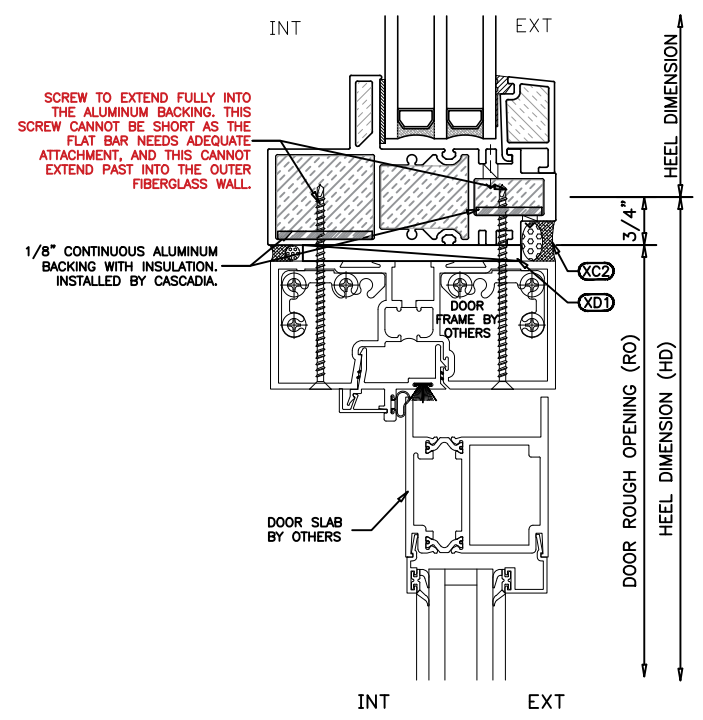 INT
EXT
SCREW TO EXTEND FULLY INTO
THE ALUMINUM BACKING. THIS
SCREW CANNOT BE SHORT AS THE
FLAT BAR NEEDS ADEQUATE
ATTACHMENT, AND THIS CANNOT
EXTEND PAST INTO THE OUTER
FIBERGLASS WALL.
HEEL DIMENSION
3/4"
1/8" CONTINUOUS ALUMINUM
BACKING WITH INSULATION.
INSTALLED BY CASCADIA.
XC2
XD1
DOOR
FRAME BY
OTHERS
DOOR ROUGH OPENING (RO)
HEEL DIMENSION (HD)
DOOR SLAB
BY OTHERS
INT
EXT